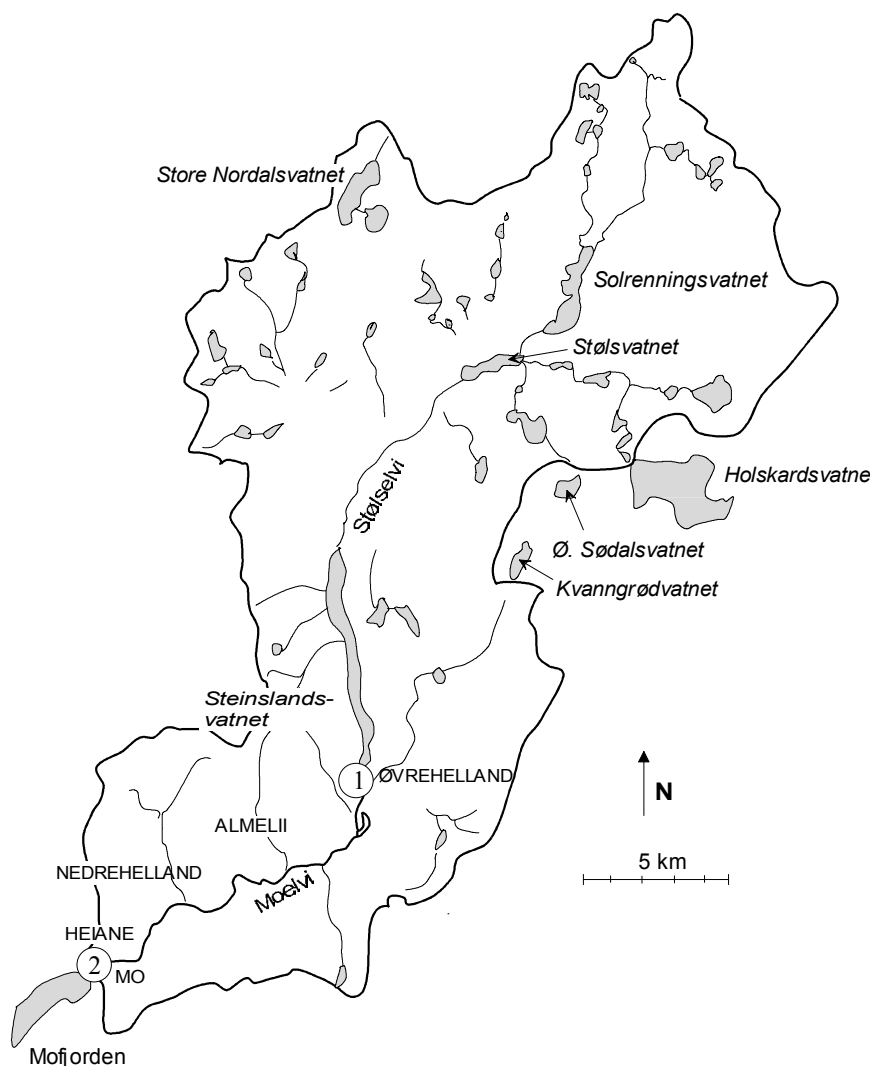 Store Nordalsvatnet
Solrenningsvatnet
Stølsvatnet
Holskardsvatne
Stølselvi
Ø. Sødalsvatnet
Kvanngrødvatnet
Steinslands-
vatnet
1
ØVREHELLAND
N
ALMELII
5 km
NEDREHELLAND
Moelvi
HEIANE
2
MO
Mofjorden